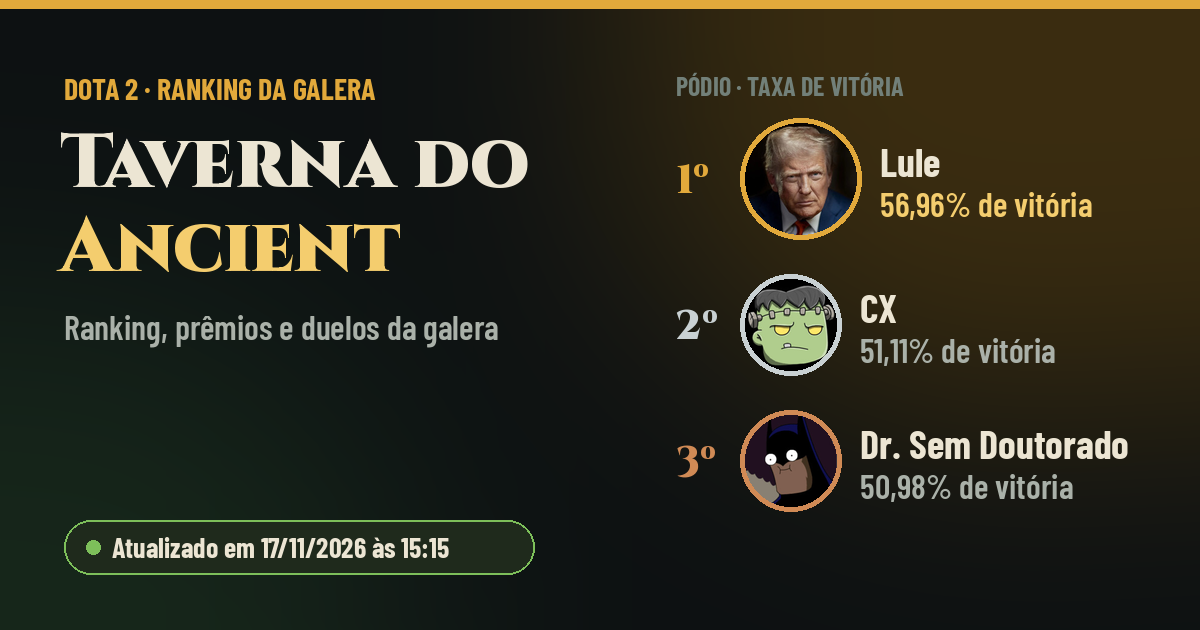 DOTA 2 · RANKING DA GALERA
TAVERNA DO
ANCIENT
Ranking, prêmios e duelos da galera
Atualizado em 17/11/2026 às 15:15
PÓDIO · TAXA DE VITÓRIA
1º
Lule
56,96% de vitória
2º
CX
51,11% de vitória
3º
Dr. Sem Doutorado
50,98% de vitória